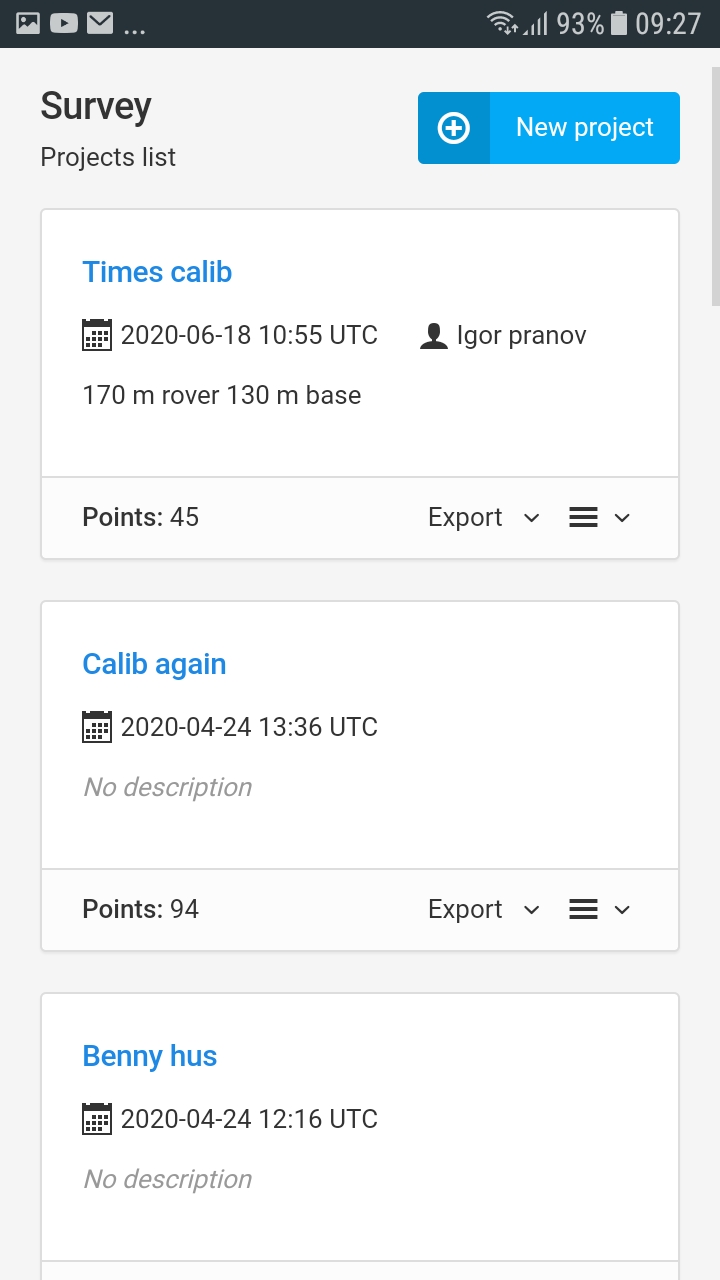 ... 93% 09:27
Survey
New project
Projects list
Times calib
2020-06-18 10:55 UTC Igor pranov
170 m rover 130 m base
Points: 45 Export
Calib again
2020-04-24 13:36 UTC
No description
Points: 94 Export
Benny hus
2020-04-24 12:16 UTC
No description